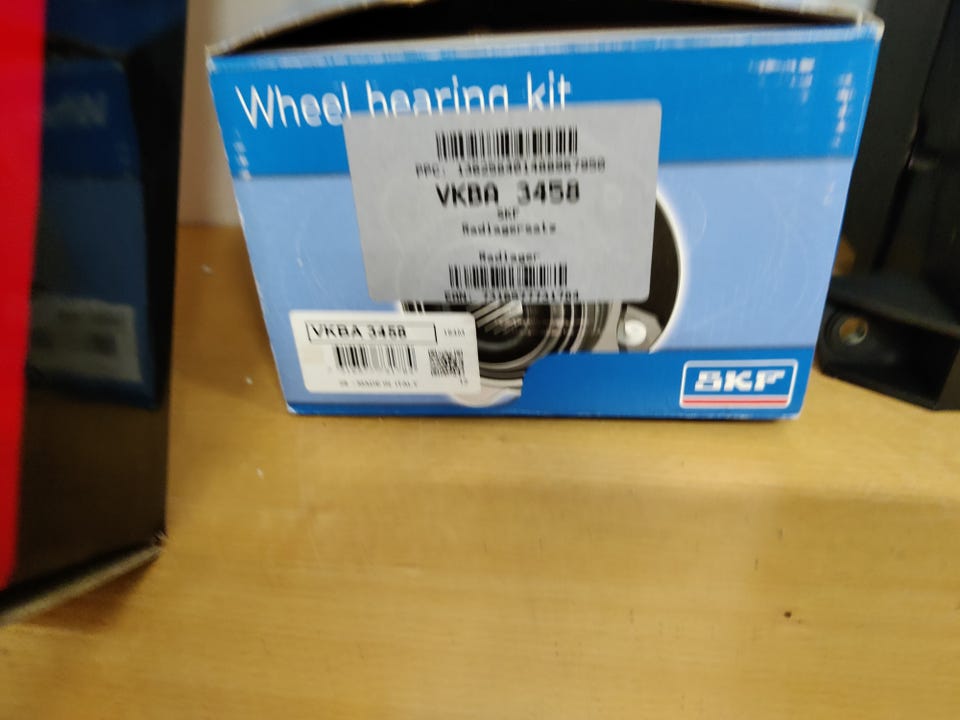 Wheel bearing kit
VKBA 3458
SKF
Radlagersatz
Radlager
VKBA 3458
MADE IN ITALY
SKF